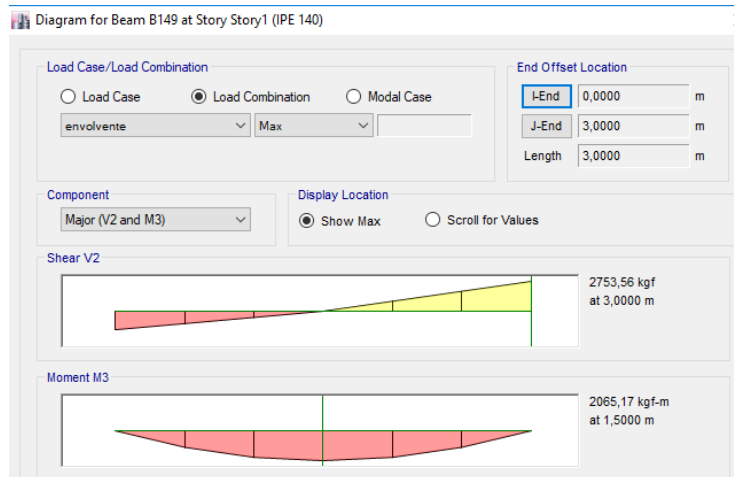 Diagram for Beam B149 at Story Story1 (IPE 140)
Load Case/Load Combination
Load Case Load Combination Modal Case
envolvente Max
End Offset Location
I-End 0,0000 m
J-End 3,0000 m
Length 3,0000 m
Component
Major (V2 and M3)
Display Location
Show Max Scroll for Values
Shear V2
2753,56 kgf
at 3,0000 m
Moment M3
2065,17 kgf-m
at 1,5000 m